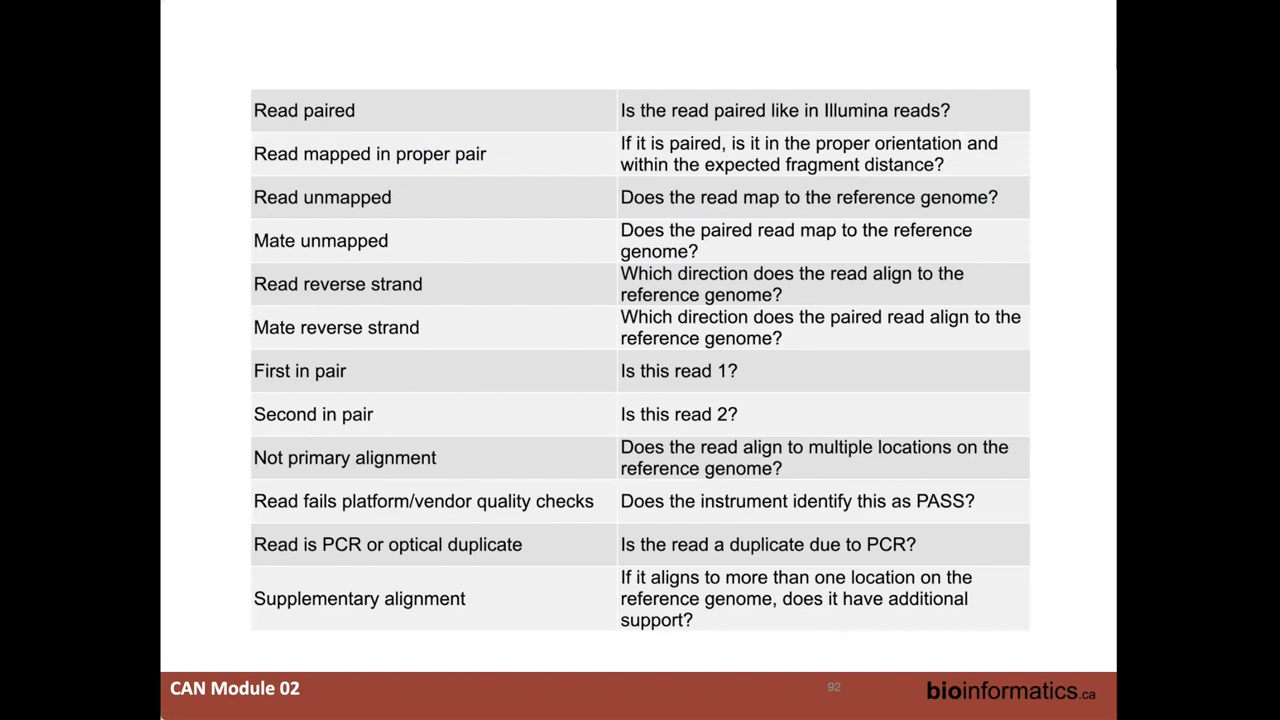 Read paired
Is the read paired like in Illumina reads?
Read mapped in proper pair
If it is paired, is it in the proper orientation and
within the expected fragment distance?
Read unmapped
Does the read map to the reference genome?
Mate unmapped
Does the paired read map to the reference
genome?
Read reverse strand
Which direction does the read align to the
reference genome?
Mate reverse strand
Which direction does the paired read align to the
reference genome?
First in pair
Is this read 1?
Second in pair
Is this read 2?
Not primary alignment
Does the read align to multiple locations on the
reference genome?
Read fails platform/vendor quality checks
Does the instrument identify this as PASS?
Read is PCR or optical duplicate
Is the read a duplicate due to PCR?
Supplementary alignment
If it aligns to more than one location on the
reference genome, does it have additional
support?
CAN Module 02
92
bioinformatics.ca